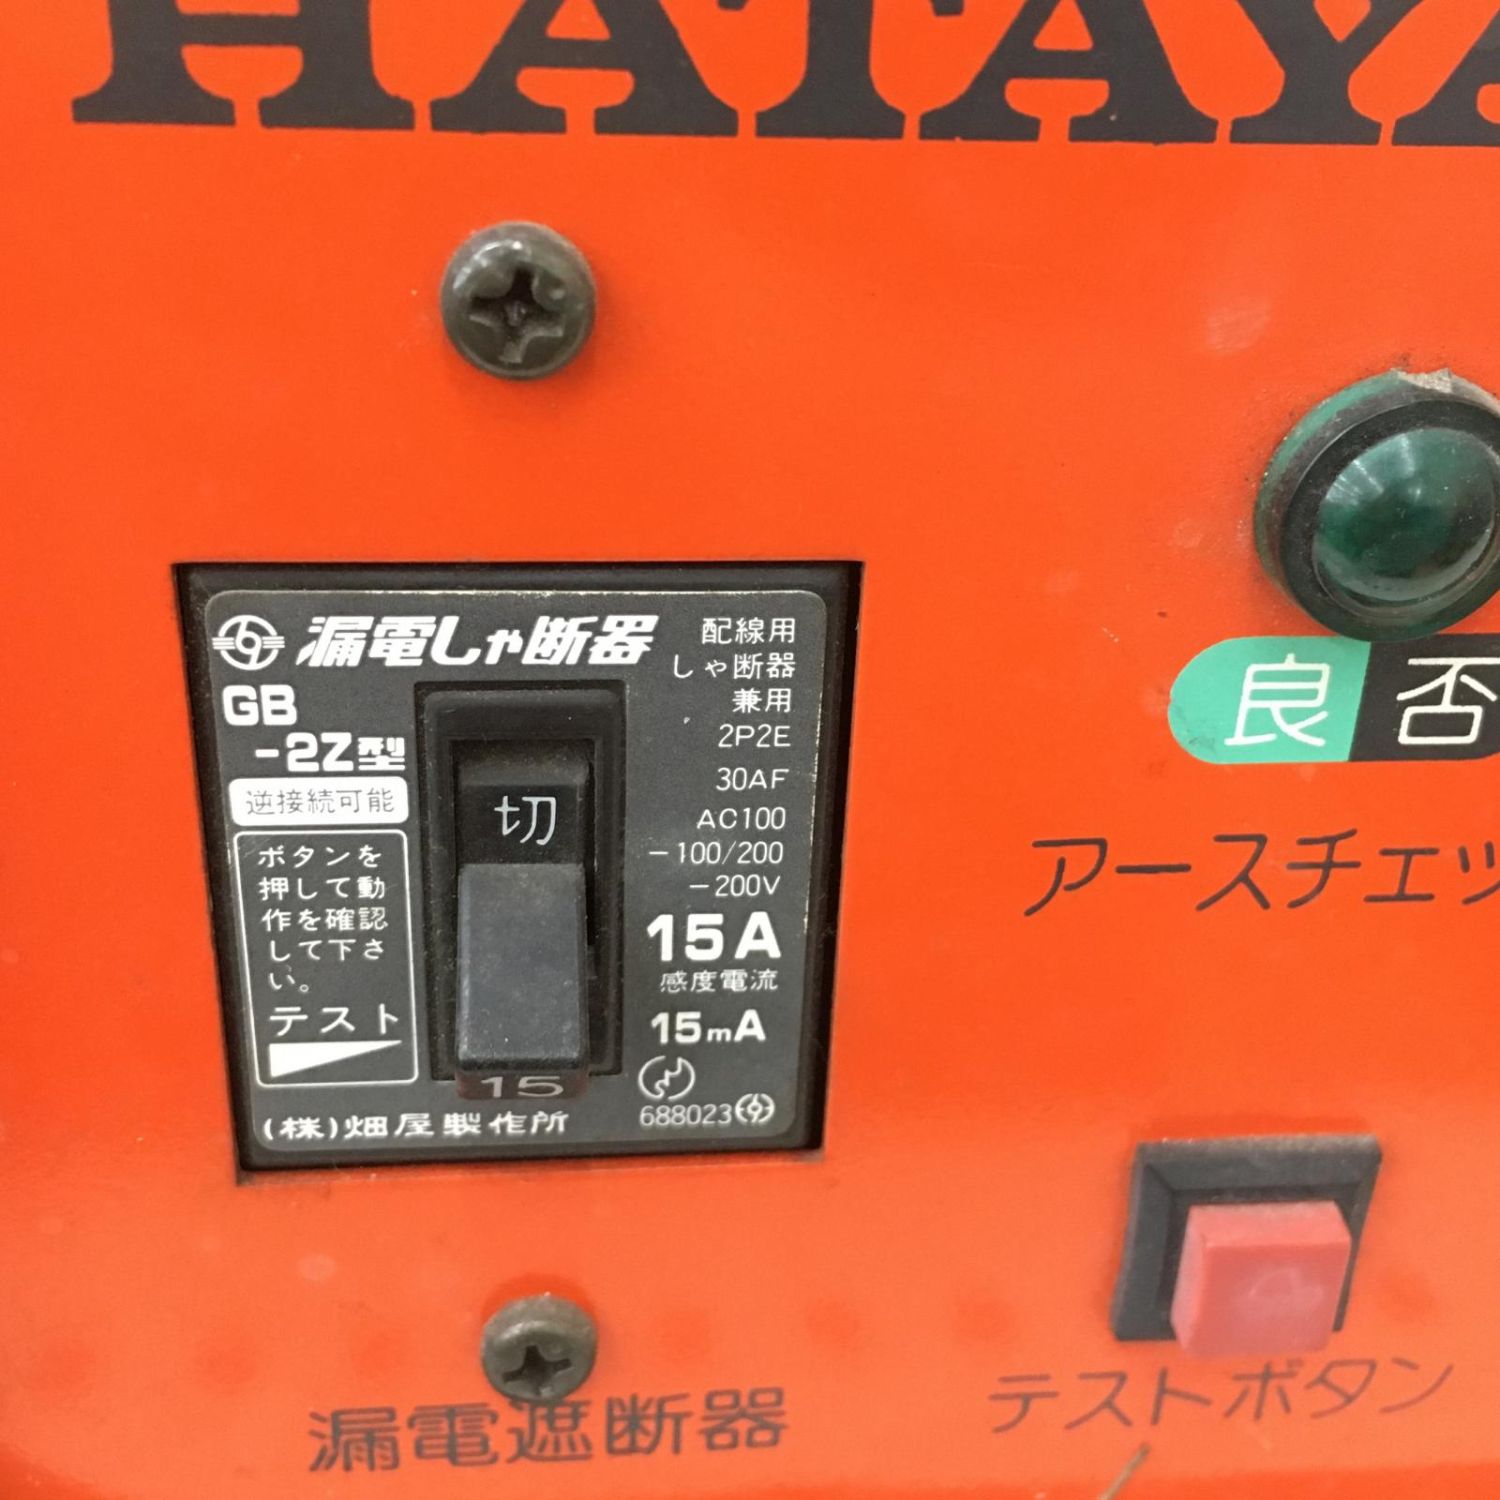 HATAYA
漏電しゃ断器
GB
-2Z型
逆接続可能
ボタンを
押して動
作を確認
して下さ
い。
テスト
切
15
配線用
しゃ断器
兼用
2P2E
30AF
AC100
-100/200
-200V
15A
感度電流
15mA
688023
(株)畑屋製作所
良 否
アースチェッ
テストボタン
漏電遮断器